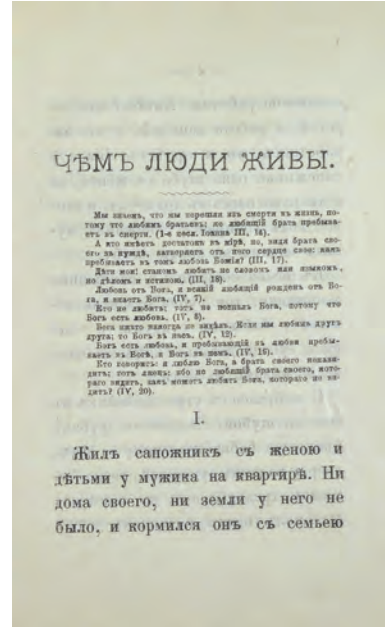 ЧѢМЪ ЛЮДИ ЖИВЫ.
Мы знаемъ, что мы перешли изъ смерти въ жизнь, по-
тому что любимъ братьевъ; не любящій брата пребыва-
етъ въ смерти. (1-е посл. Іоанна III, 14).
А кто имѣетъ достатокъ въ мірѣ, но, видя брата сво-
его въ нуждѣ, затворяетъ отъ него сердце свое: какъ
пребываетъ въ томъ любовь Божія? (III, 17).
Дѣти мои! станемъ любить не словомъ или языкомъ,
но дѣломъ и истиною. (III, 18).
Любовь отъ Бога, и всякій любящій рожденъ отъ Бо-
га, и знаетъ Бога. (IV, 7).
Кто не любитъ; тотъ не позналъ Бога, потому что
Богъ есть любовь. (IV, 8).
Бога никто никогда не видѣлъ. Если мы любимъ другъ
друга; то Богъ въ насъ. (IV, 12).
Богъ есть любовь, и пребывающій въ любви пребы-
ваетъ въ Богѣ, и Богъ въ немъ. (IV, 16).
Кто говоритъ: я люблю Бога, а брата своего ненави-
дитъ; тотъ лжецъ: ибо не любящій брата своего, кото-
раго видитъ, какъ можетъ любить Бога, котораго не ви-
дитъ? (IV, 20).
I.
Жилъ сапожникъ съ женою и
дѣтьми у мужика на квартирѣ. Ни
дома своего, ни земли у него не
было, и кормился онъ съ семьею